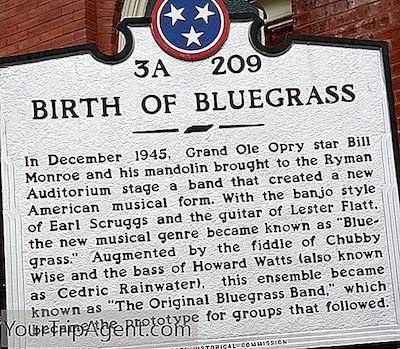 3A 209
BIRTH OF BLUEGRASS
In December 1945, Grand Ole Opry star Bill
Monroe and his mandolin brought to the Ryman
Auditorium stage a band that created a new
American musical form. With the banjo style
of Earl Scruggs and the guitar of Lester Flatt,
the new musical genre became known as "Blue-
grass." Augmented by the fiddle of Chubby
Wise and the bass of Howard Watts (also known
as Cedric Rainwater), this ensemble became
known as "The Original Bluegrass Band," which
became the prototype for groups that followed.
YourTripAgent.com
HISTORICAL COMMISSION